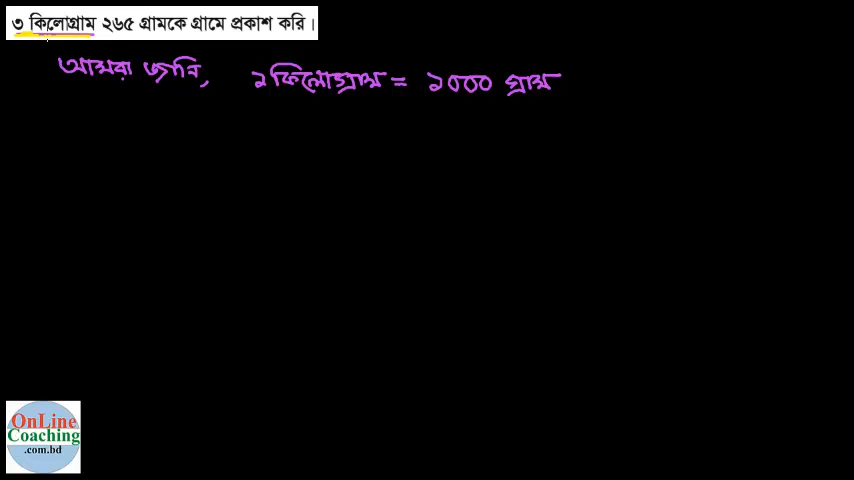 ৩ কিলোগ্রাম ২৬৫ গ্রামকে গ্রামে প্রকাশ করি।
আমরা জানি, ১ কিলোগ্রাম = ১০০০ গ্রাম
OnLine
Coaching
.com.bd